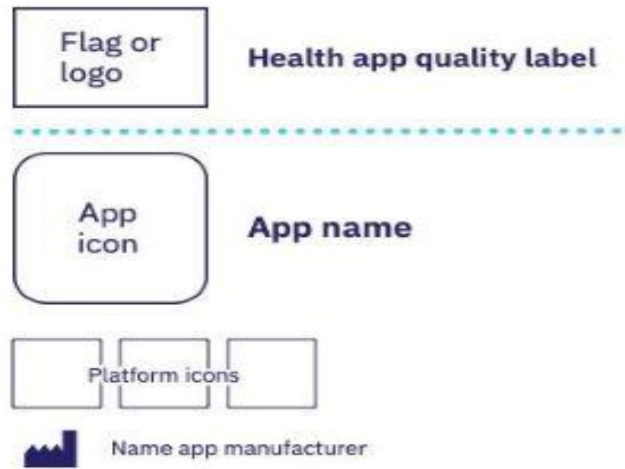 Flag or
logo
Health app quality label
App
icon
App name
Platform icons
Name app manufacturer